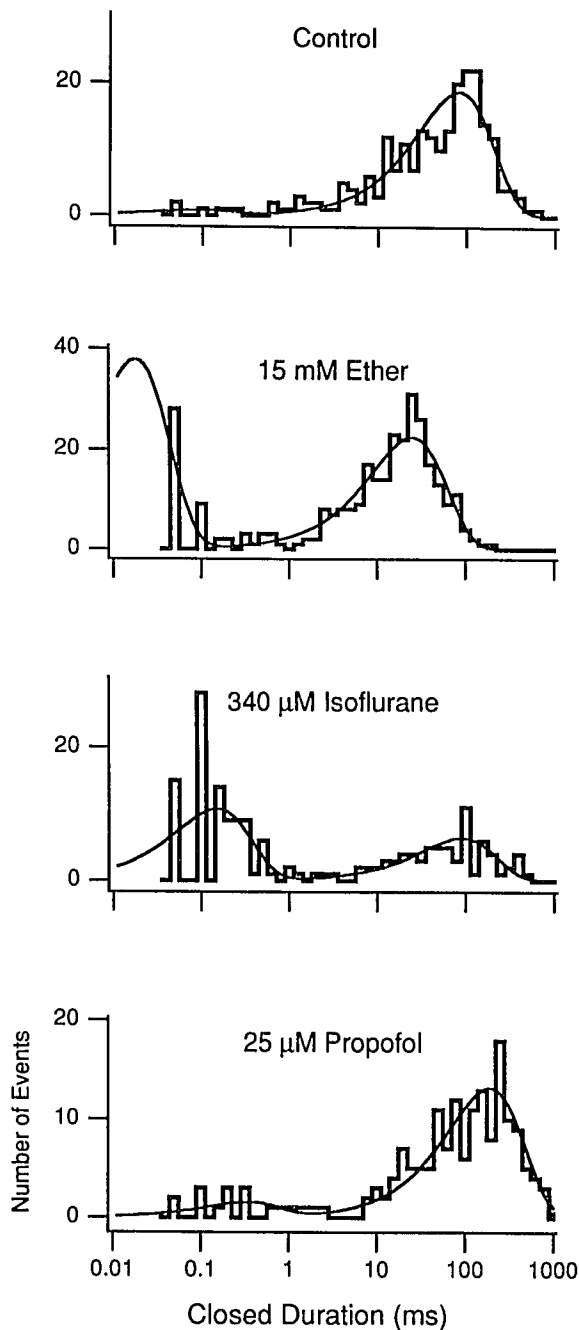 Control
20
0
15 mM Ether
40
20
0
340 μM Isoflurane
20
0
25 μM Propofol
20
10
0
Number of Events
0.01 0.1 1 10 100 1000
Closed Duration (ms)